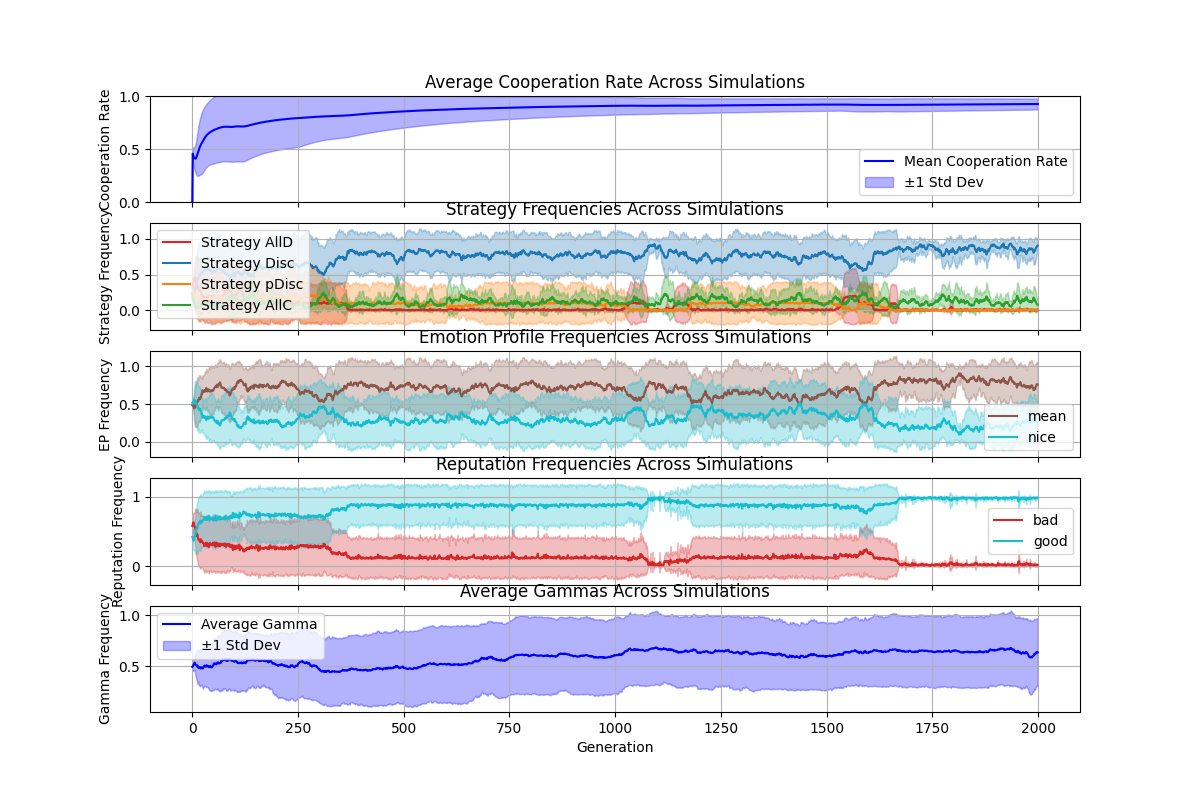 Average Cooperation Rate Across Simulations
Cooperation Rate
1.0
0.5
0.0
Mean Cooperation Rate
±1 Std Dev
Strategy Frequencies Across Simulations
Strategy Frequency
1.0
0.5
0.0
Strategy AllD
Strategy Disc
Strategy pDisc
Strategy AllC
Emotion Profile Frequencies Across Simulations
EP Frequency
1.0
0.5
0.0
mean
nice
Reputation Frequencies Across Simulations
Reputation Frequency
1
0
bad
good
Average Gammas Across Simulations
Gamma Frequency
1.0
0.5
Average Gamma
±1 Std Dev
0 250 500 750 1000 1250 1500 1750 2000
Generation